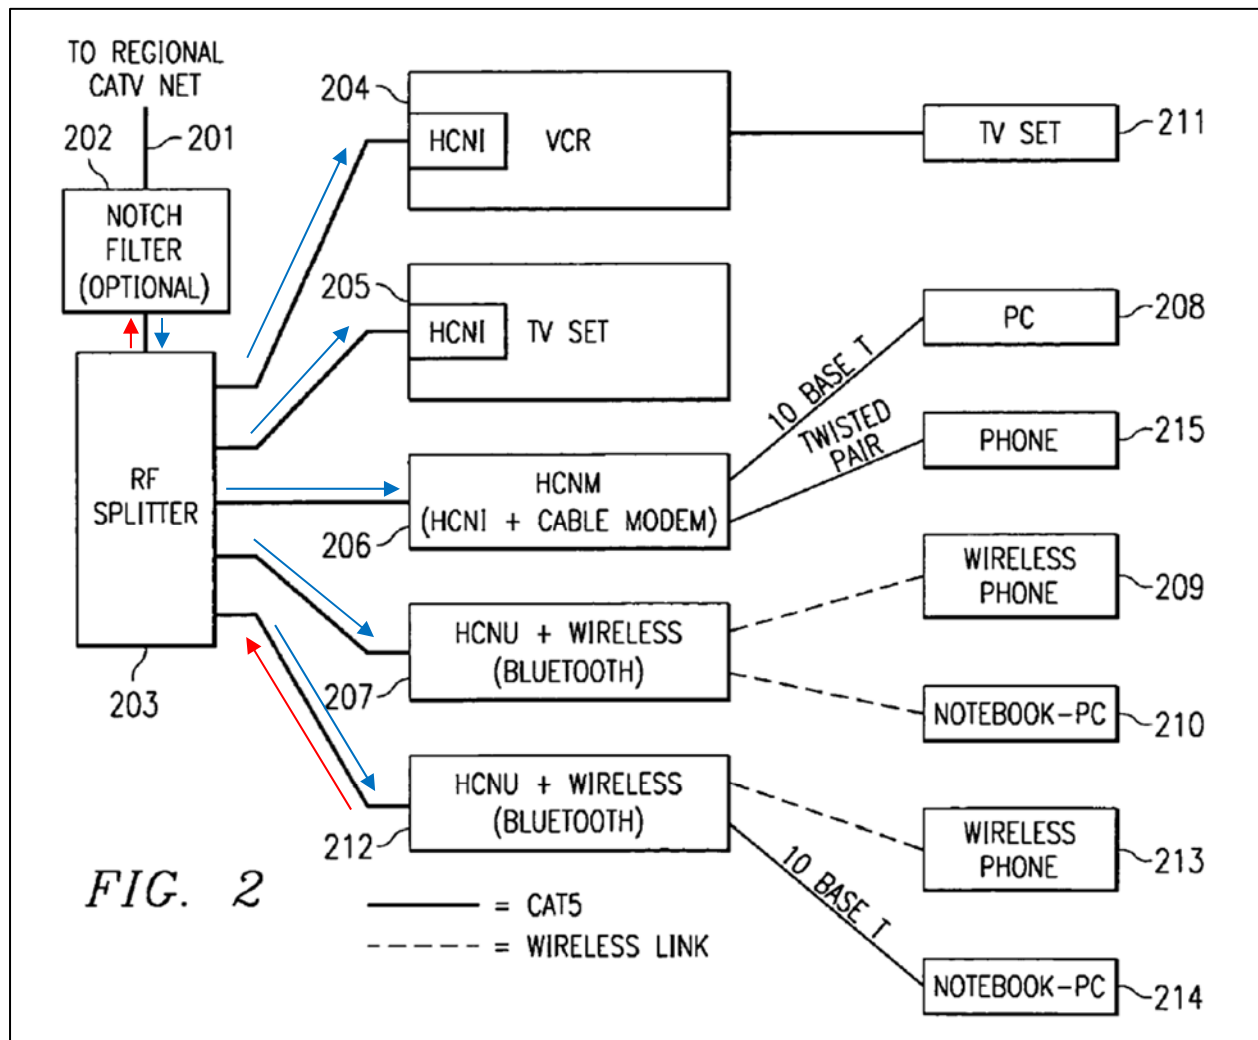 TO REGIONAL
CATV NET
202
201
NOTCH
FILTER
(OPTIONAL)
204
HCNI
VCR
TV SET
211
205
HCNI
TV SET
PC
208
10 BASE T
TWISTED
PAIR
PHONE
215
RF
SPLITTER
203
HCNM
(HCNI + CABLE MODEM)
206
WIRELESS
PHONE
209
HCNU + WIRELESS
(BLUETOOTH)
207
NOTEBOOK-PC
210
HCNU + WIRELESS
(BLUETOOTH)
212
WIRELESS
PHONE
213
10 BASE T
NOTEBOOK-PC
214
FIG. 2
= CAT5
= WIRELESS LINK